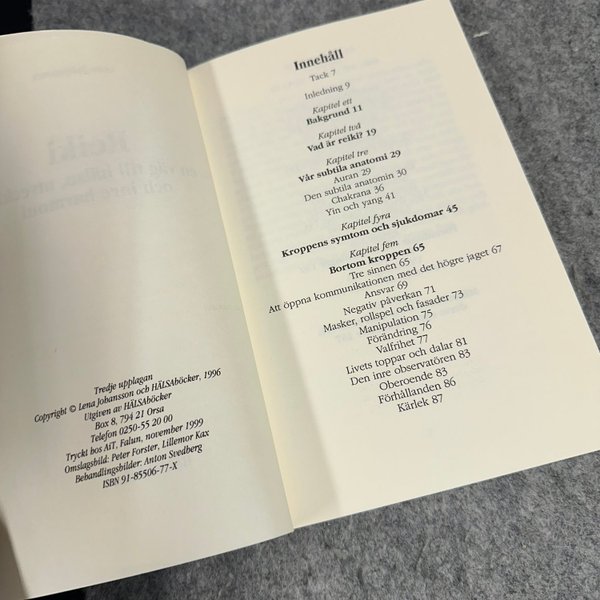 Tredje upplagan
Copyright © Lena Johansson och HÄLSAböcker, 1996
Utgiven av HÄLSAböcker
Box 8, 794 21 Orsa
Telefon 0250-55 20 00
Tryckt hos AiT, Falun, november 1999
Omslagsbild: Peter Forster, Lillemor Kax
Behandlingsbilder: Anton Svedberg
ISBN 91-85506-77-X
Innehåll
Tack 7
Inledning 9
Kapitel ett
Bakgrund 11
Kapitel två
Vad är reiki? 19
Kapitel tre
Vår subtila anatomi 29
Auran 29
Den subtila anatomin 30
Chakrana 36
Yin och yang 41
Kapitel fyra
Kroppens symtom och sjukdomar 45
Kapitel fem
Bortom kroppen 65
Tre sinnen 65
Att öppna kommunikationen med det högre jaget 67
Ansvar 69
Negativ påverkan 71
Masker, rollspel och fasader 73
Manipulation 75
Förändring 76
Valfrihet 77
Livets toppar och dalar 81
Den inre observatören 83
Oberoende 83
Förhållanden 86
Kärlek 87